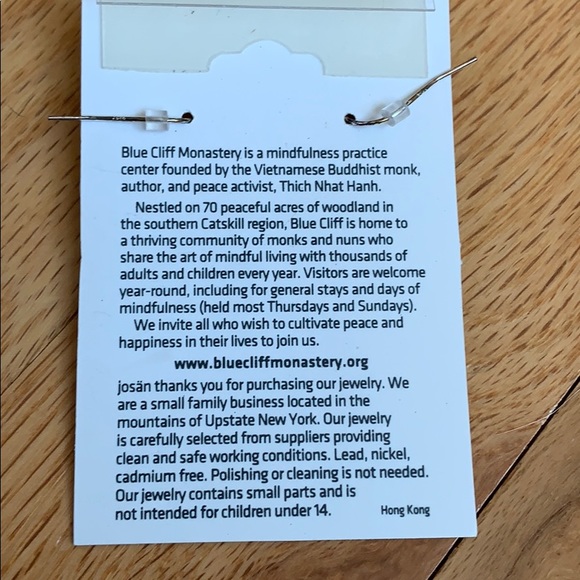 Blue Cliff Monastery is a mindfulness practice
center founded by the Vietnamese Buddhist monk,
author, and peace activist, Thich Nhat Hanh.
Nestled on 70 peaceful acres of woodland in
the southern Catskill region, Blue Cliff is home to
a thriving community of monks and nuns who
share the art of mindful living with thousands of
adults and children every year. Visitors are welcome
year-round, including for general stays and days of
mindfulness (held most Thursdays and Sundays).
We invite all who wish to cultivate peace and
happiness in their lives to join us.
www.bluecliffmonastery.org
josän thanks you for purchasing our jewelry. We
are a small family business located in the
mountains of Upstate New York. Our jewelry
is carefully selected from suppliers providing
clean and safe working conditions. Lead, nickel,
cadmium free. Polishing or cleaning is not needed.
Our jewelry contains small parts and is
not intended for children under 14. Hong Kong